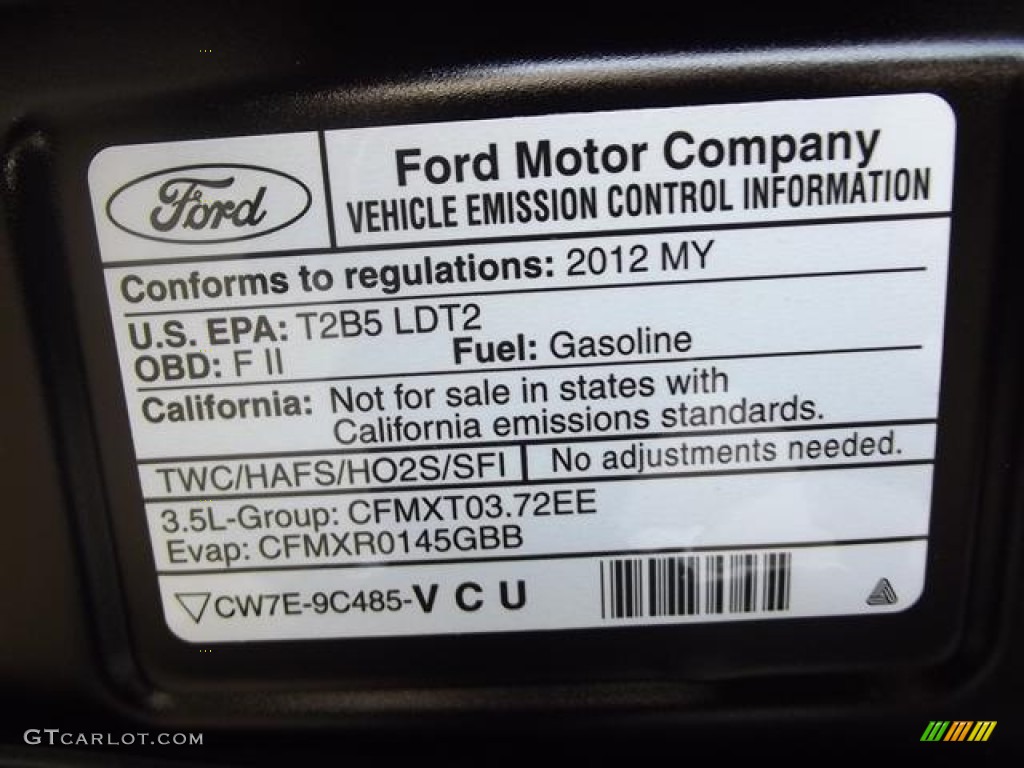 Ford
Ford Motor Company
VEHICLE EMISSION CONTROL INFORMATION
Conforms to regulations: 2012 MY
U.S. EPA: T2B5 LDT2
OBD: F II Fuel: Gasoline
California: Not for sale in states with
California emissions standards.
TWC/HAFS/HO2S/SFI No adjustments needed.
3.5L-Group: CFMXT03.72EE
Evap: CFMXR0145GBB
CW7E-9C485-V C U
GTCARLOT.COM